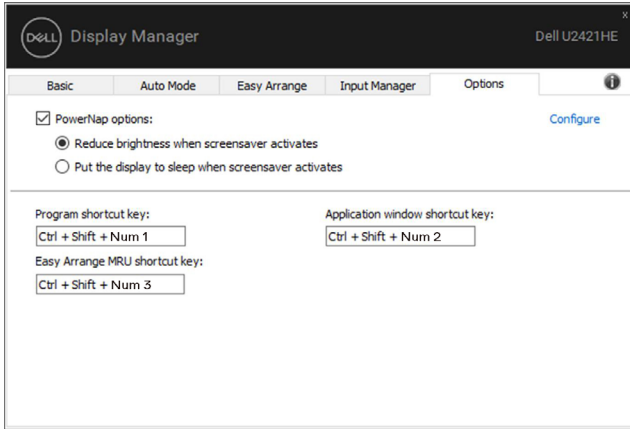 x
DELL Display Manager Dell U2421HE
Basic Auto Mode Easy Arrange Input Manager Options i
PowerNap options: Configure
Reduce brightness when screensaver activates
Put the display to sleep when screensaver activates
Program shortcut key: Application window shortcut key:
Ctrl + Shift + Num 1 Ctrl + Shift + Num 2
Easy Arrange MRU shortcut key:
Ctrl + Shift + Num 3